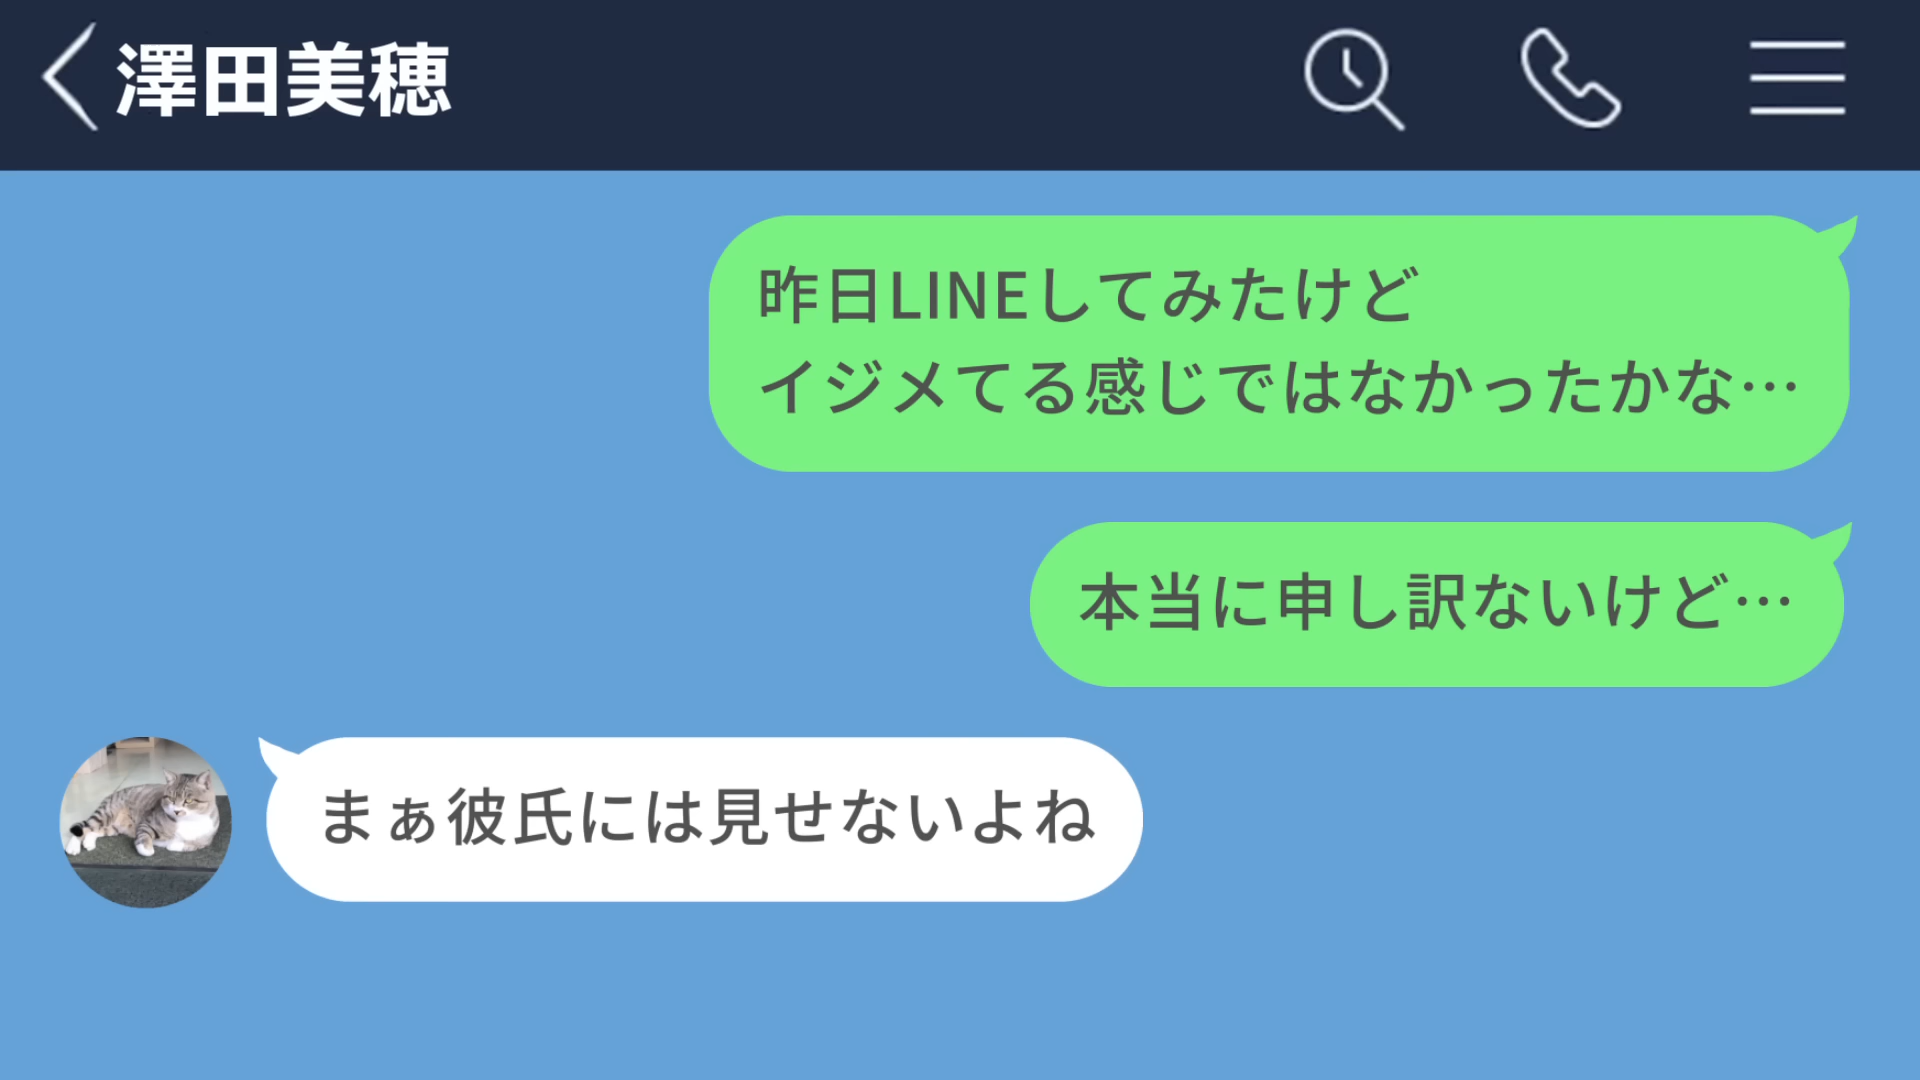 澤田美穂
昨日LINEしてみたけど
イジメてる感じではなかったかな…
本当に申し訳ないけど…
まぁ彼氏には見せないよね